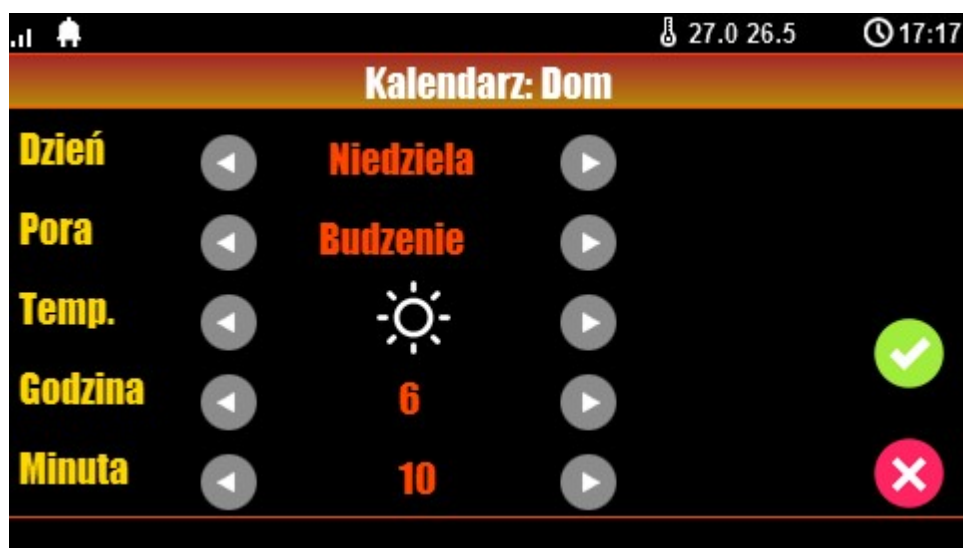 27.0 26.5 17:17
Kalendarz: Dom
Dzień Niedziela
Pora Budzenie
Temp.
Godzina 6
Minuta 10